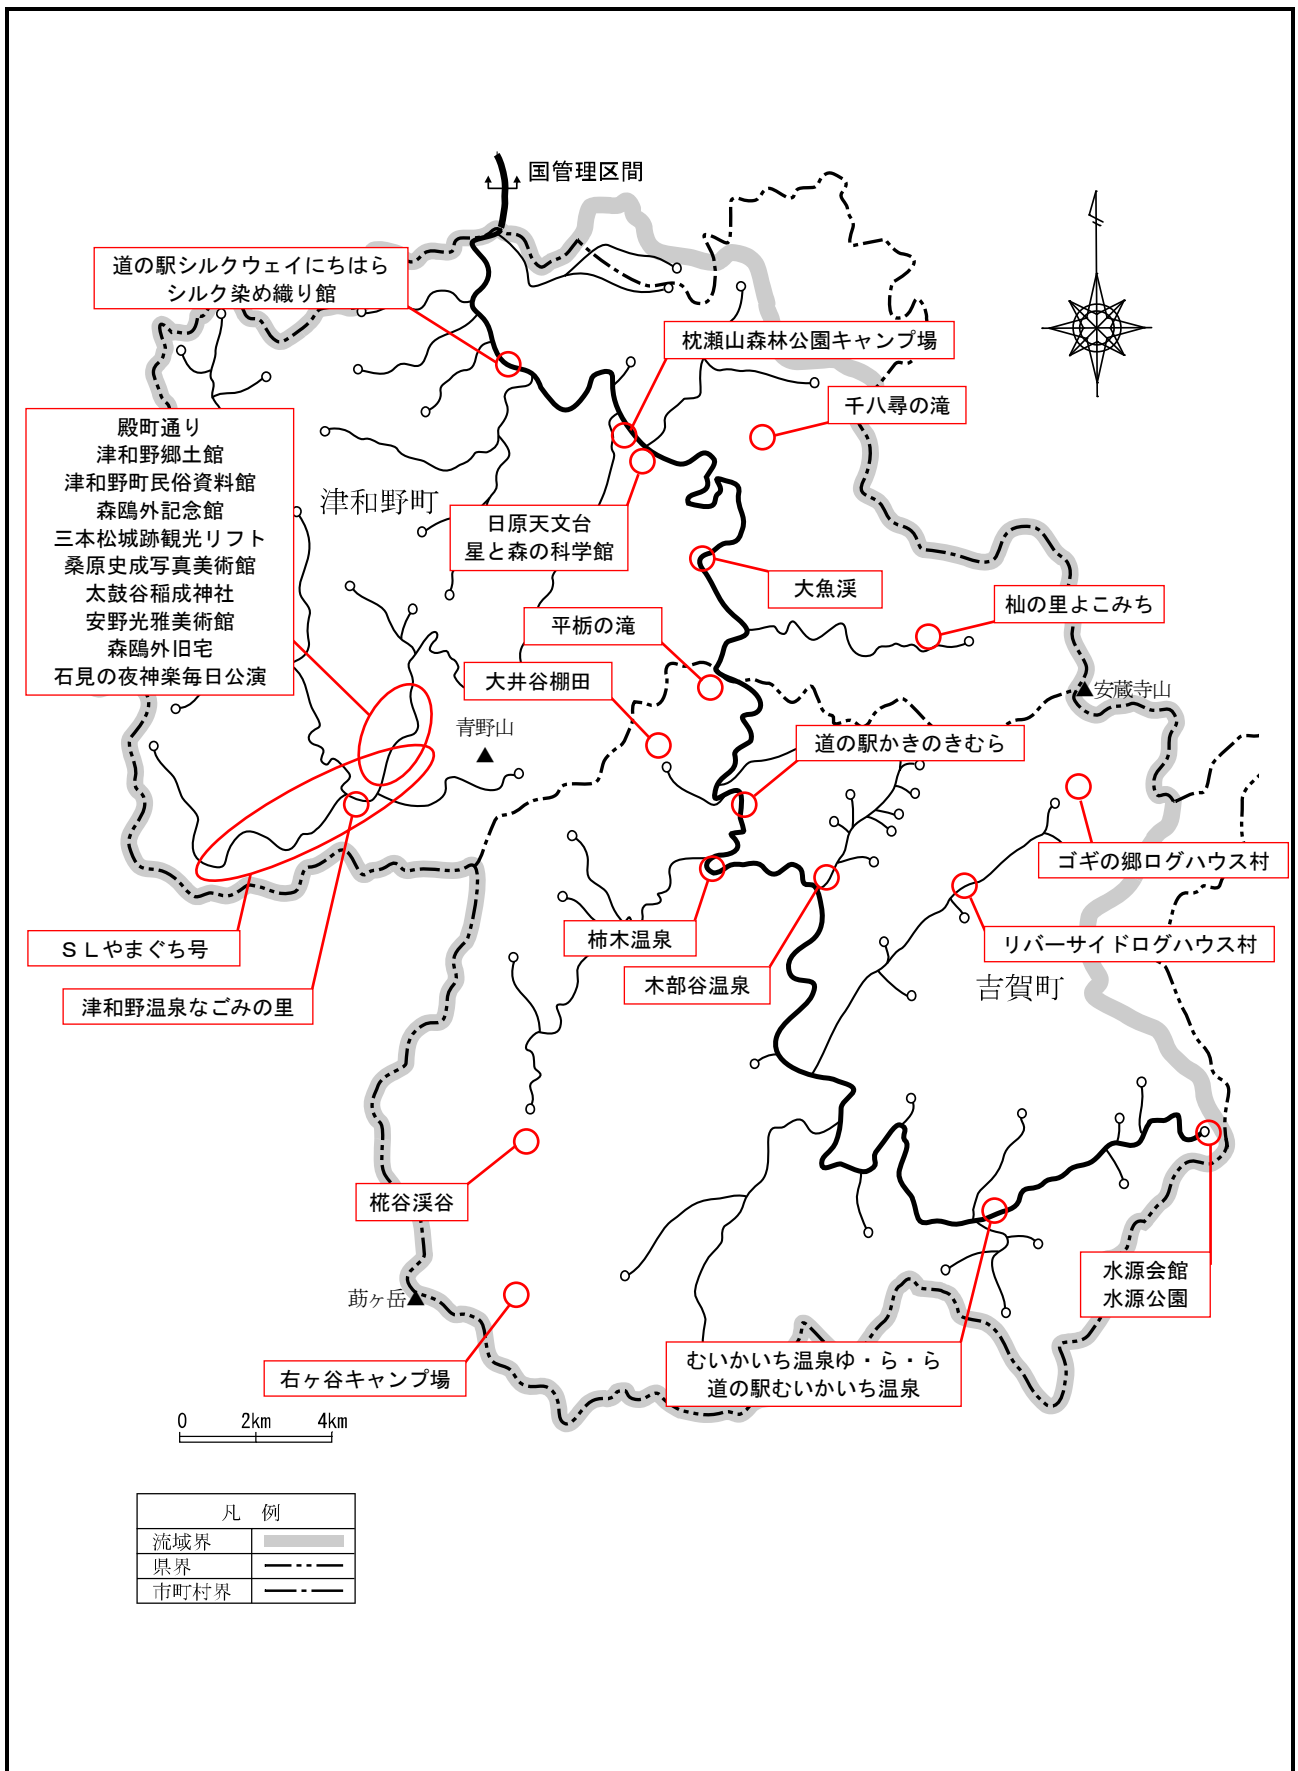 国管理区間
道の駅シルクウェイにちはら
シルク染め織り館
枕瀬山森林公園キャンプ場
千八尋の滝
殿町通り
津和野郷土館
津和野町民俗資料館
森鴎外記念館
三本松城跡観光リフト
桑原史成写真美術館
太鼓谷稲成神社
安野光雅美術館
森鴎外旧宅
石見の夜神楽毎日公演
津和野町
日原天文台
星と森の科学館
大魚渓
杣の里よこみち
平栃の滝
大井谷棚田
安蔵寺山
青野山
道の駅かきのきむら
ゴギの郷ログハウス村
ＳＬやまぐち号
柿木温泉
リバーサイドログハウス村
木部谷温泉
吉賀町
津和野温泉なごみの里
椛谷渓谷
水源会館
水源公園
莇ヶ岳
右ヶ谷キャンプ場
むいかいち温泉ゆ・ら・ら
道の駅むいかいち温泉
0 2km 4km
凡 例
流域界
県界
市町村界